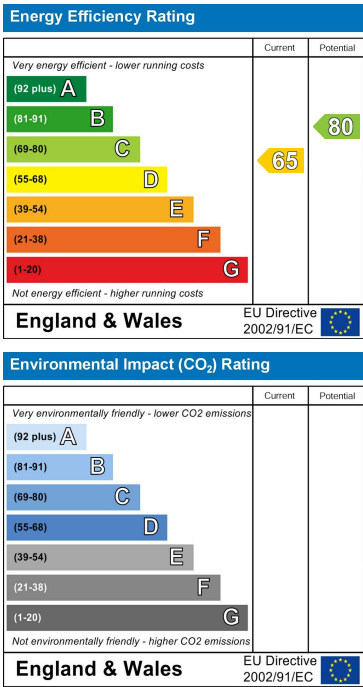 Energy Efficiency Rating
Current Potential
Very energy efficient - lower running costs
(92 plus) A
(81-91) B
(69-80) C
(55-68) D
(39-54) E
(21-38) F
(1-20) G
65
80
Not energy efficient - higher running costs
England & Wales
EU Directive
2002/91/EC
Environmental Impact (CO₂) Rating
Current Potential
Very environmentally friendly - lower CO2 emissions
(92 plus) A
(81-91) B
(69-80) C
(55-68) D
(39-54) E
(21-38) F
(1-20) G
Not environmentally friendly - higher CO2 emissions
England & Wales
EU Directive
2002/91/EC